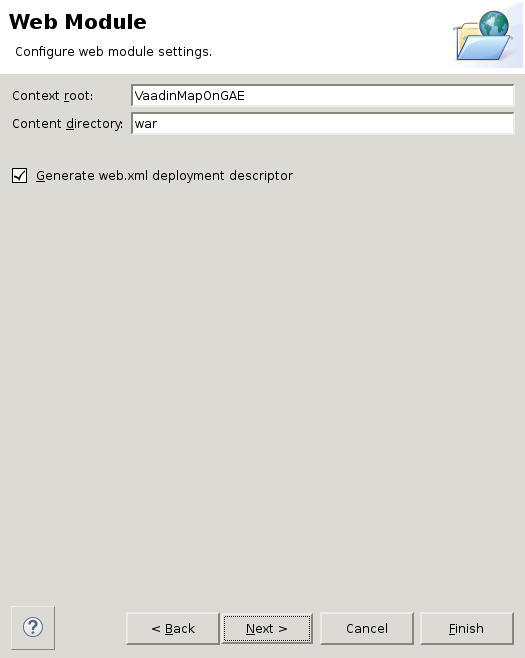 Web Module
Configure web module settings.
Context root: VaadinMapOnGAE
Content directory: war
Generate web.xml deployment descriptor
? < Back Next > Cancel Finish